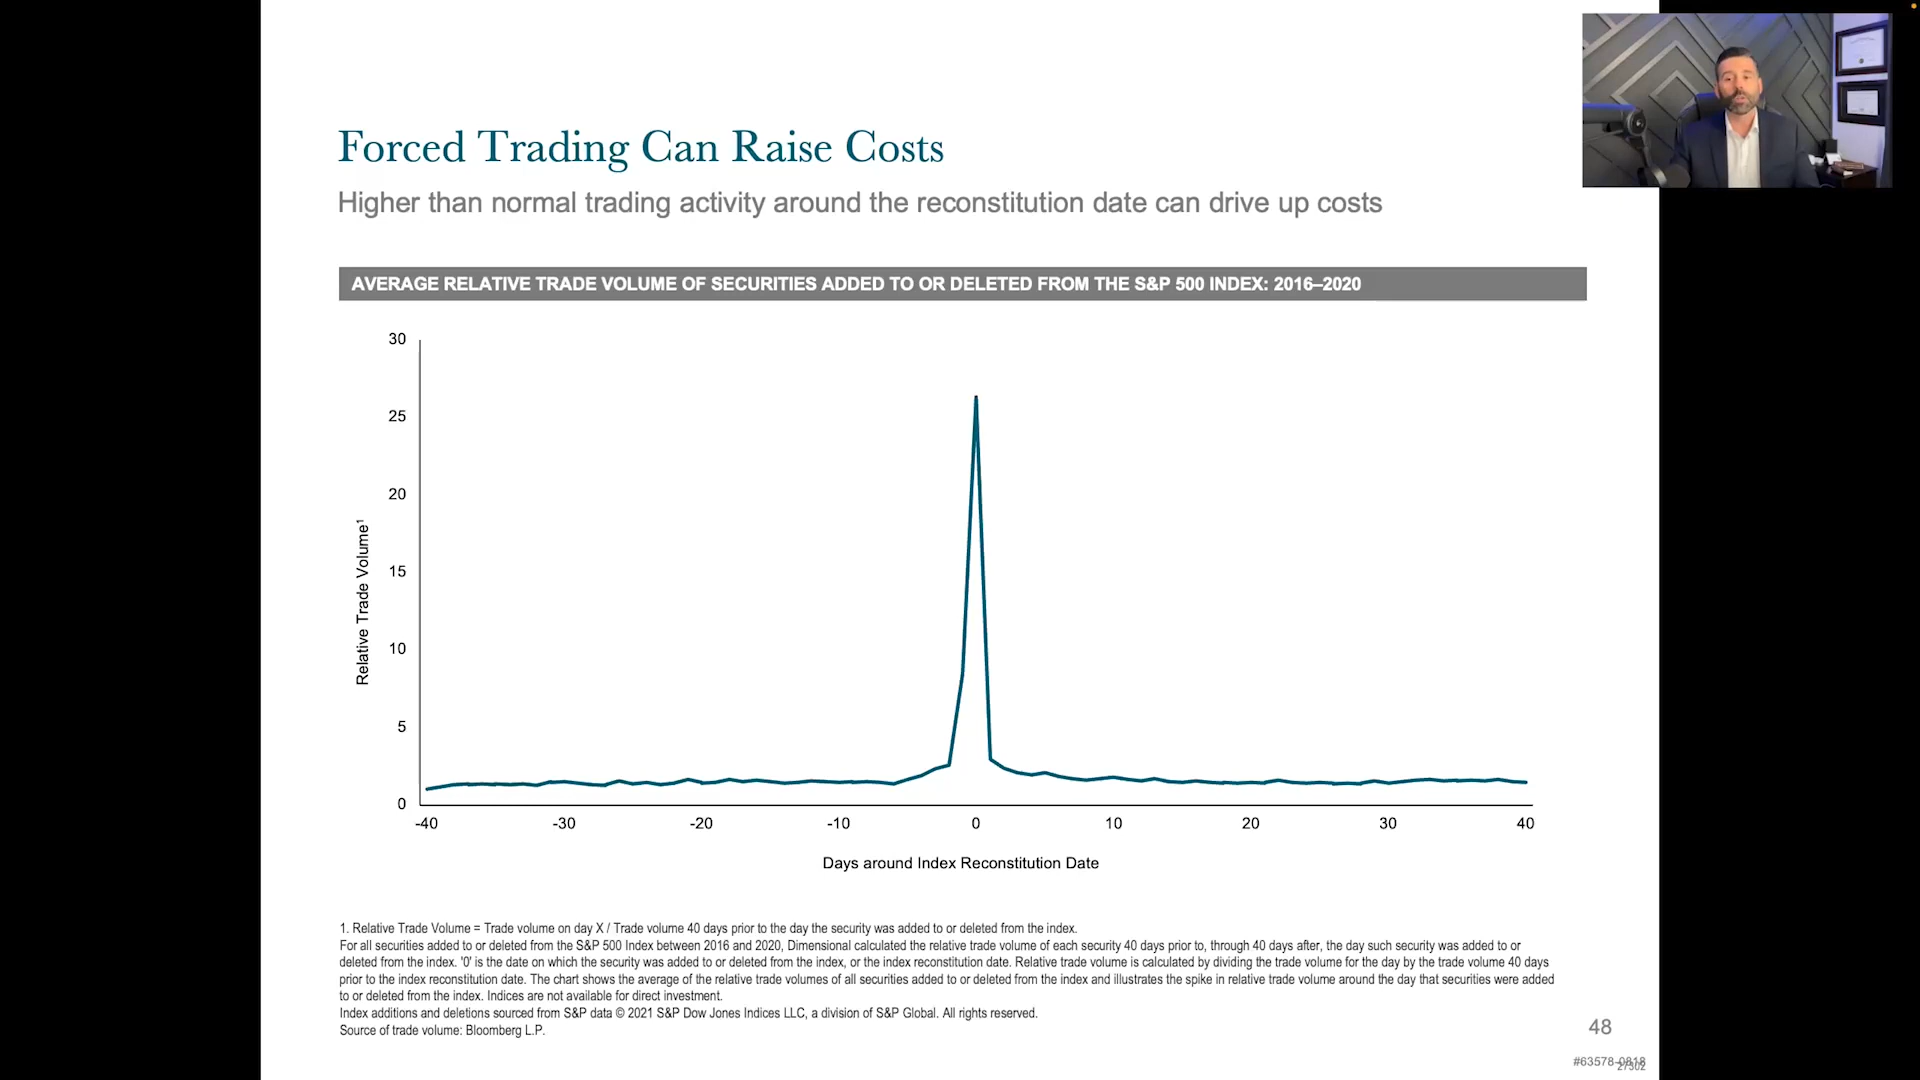 Forced Trading Can Raise Costs
Higher than normal trading activity around the reconstitution date can drive up costs
AVERAGE RELATIVE TRADE VOLUME OF SECURITIES ADDED TO OR DELETED FROM THE S&P 500 INDEX: 2016–2020
30
25
20
15
10
5
0
Relative Trade Volume¹
-40 -30 -20 -10 0 10 20 30 40
Days around Index Reconstitution Date
1. Relative Trade Volume = Trade volume on day X / Trade volume 40 days prior to the day the security was added to or deleted from the index.
For all securities added to or deleted from the S&P 500 Index between 2016 and 2020, Dimensional calculated the relative trade volume of each security 40 days prior to, through 40 days after, the day such security was added to or
deleted from the index. '0' is the date on which the security was added to or deleted from the index, or the index reconstitution date. Relative trade volume is calculated by dividing the trade volume for the day by the trade volume 40 days
prior to the index reconstitution date. The chart shows the average of the relative trade volumes of all securities added to or deleted from the index and illustrates the spike in relative trade volume around the day that securities were added
to or deleted from the index. Indices are not available for direct investment.
Index additions and deletions sourced from S&P data © 2021 S&P Dow Jones Indices LLC, a division of S&P Global. All rights reserved.
Source of trade volume: Bloomberg L.P.
48
#63578-0818